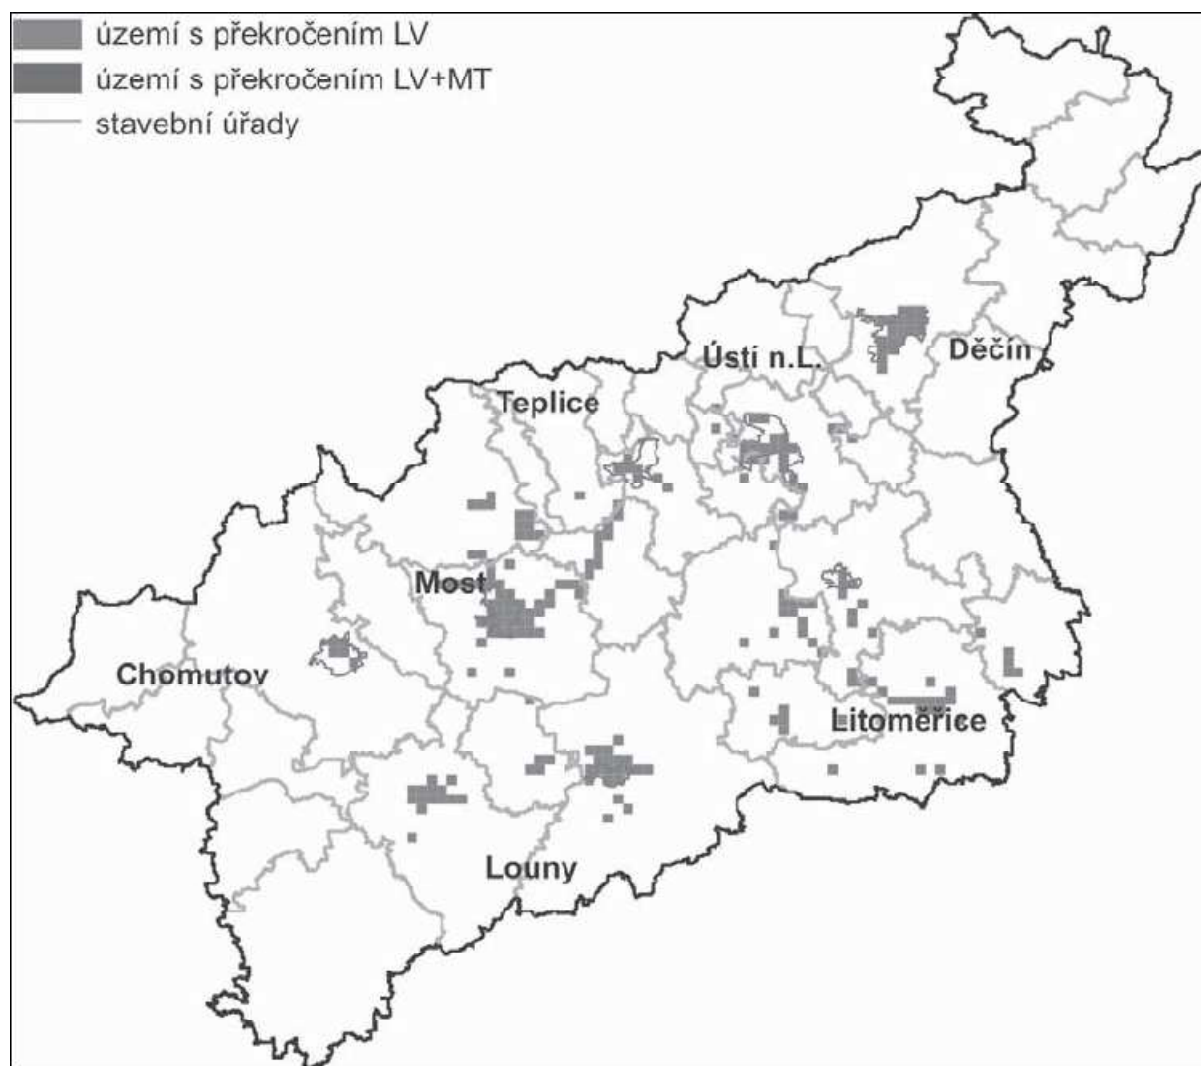 území s překročením LV
území s překročením LV+MT
stavební úřady
Děčín
Ústí n.L.
Teplice
Most
Chomutov
Litoměřice
Louny